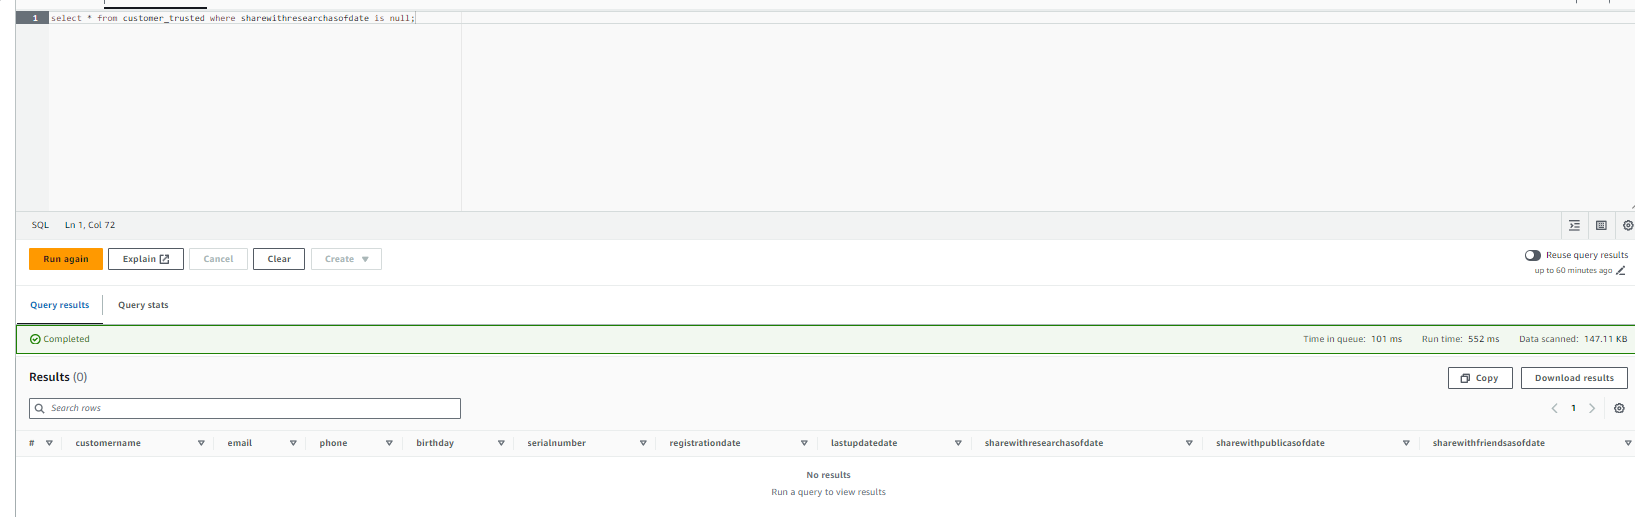 1 select * from customer_trusted where sharewithresearchasofdate is null;
SQL Ln 1, Col 72
Run again Explain Cancel Clear Create
Reuse query results
up to 60 minutes ago
Query results Query stats
Completed Time in queue: 101 ms Run time: 552 ms Data scanned: 147.11 KB
Results (0) Copy Download results
Search rows 1
# customername email phone birthday serialnumber registrationdate lastupdatedate sharewithresearchasofdate sharewithpublicasofdate sharewithfriendsasofdate
No results
Run a query to view results